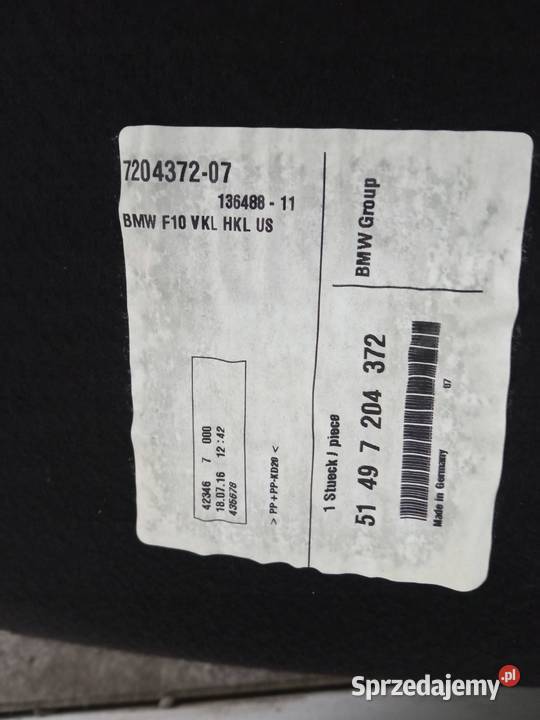 7204372-07
136488 - 11
BMW F10 VKL HKL US
42346 7 000
18.07.16 12:42
435678
> PP+PP-KD20 <
BMW Group
1 Stueck / piece
51 49 7 204 372
07
Made in Germany
Sprzedajemy.pl